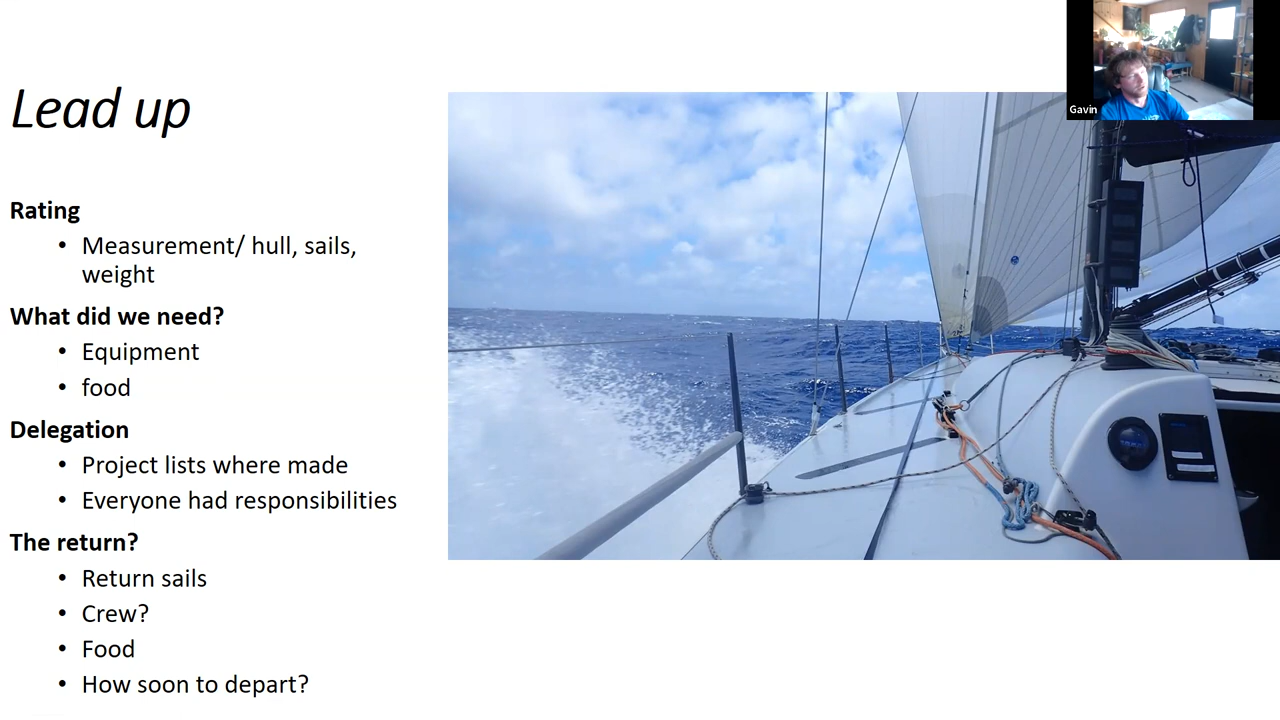 Gavin
Lead up
Rating
• Measurement/ hull, sails,
weight
What did we need?
• Equipment
• food
Delegation
• Project lists where made
• Everyone had responsibilities
The return?
• Return sails
• Crew?
• Food
• How soon to depart?